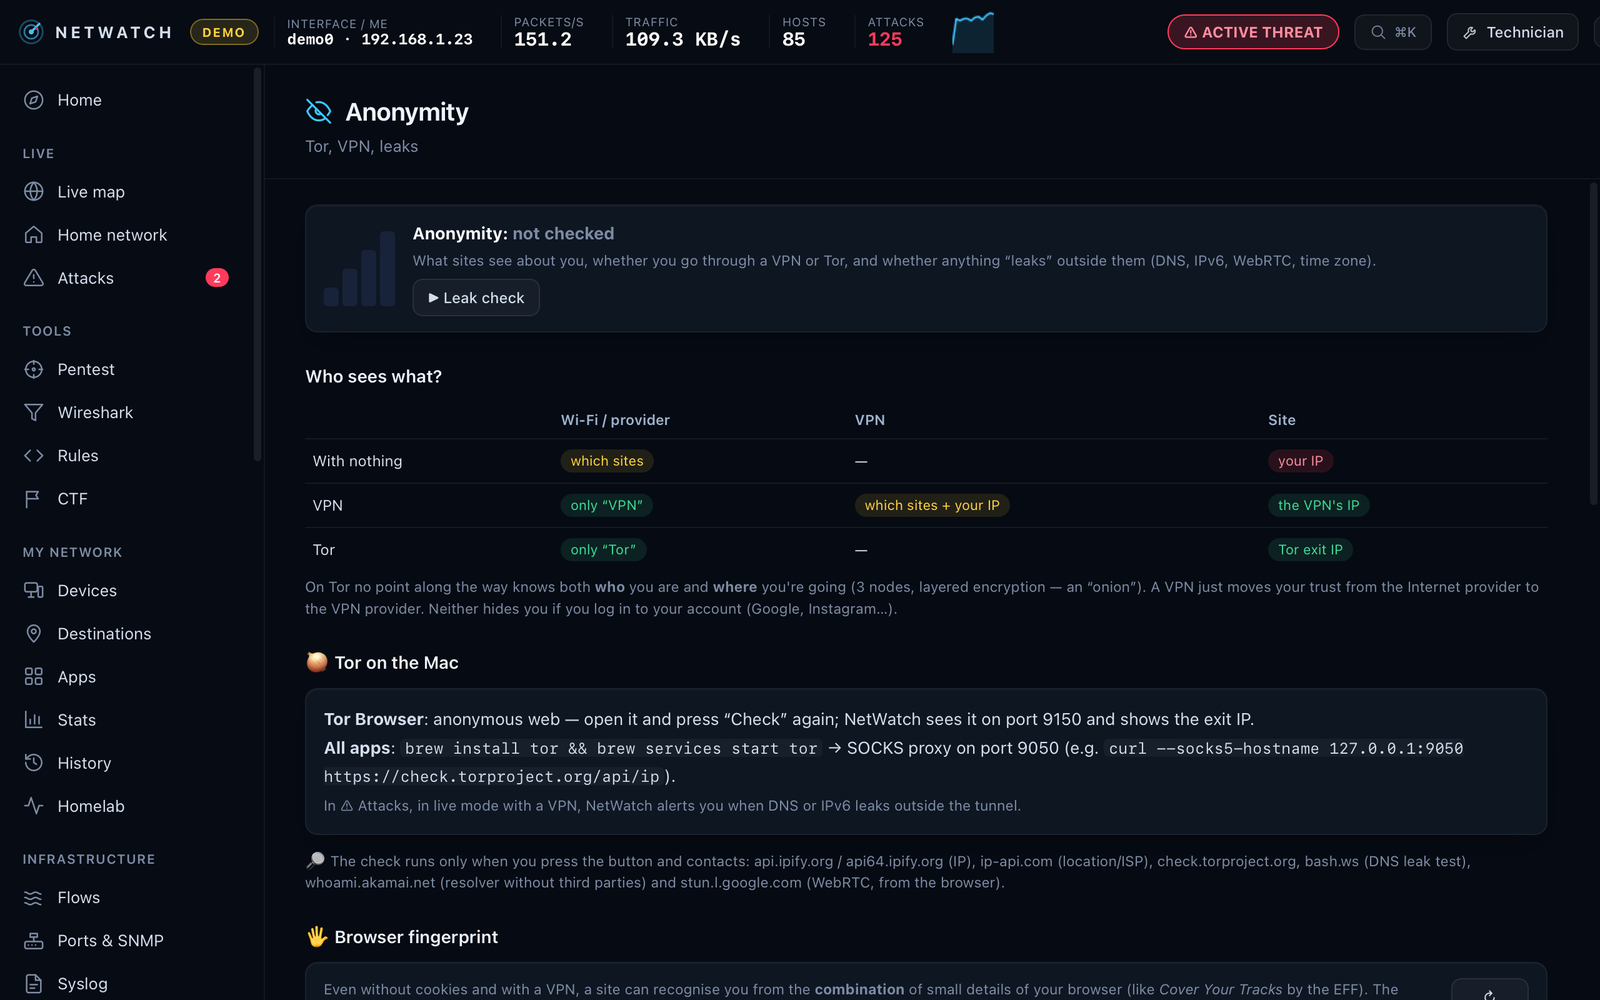 NETWATCH
DEMO
INTERFACE / ME
demo0 · 192.168.1.23
PACKETS/S
151.2
TRAFFIC
109.3 KB/s
HOSTS
85
ATTACKS
125
⚠ ACTIVE THREAT
⌘K
Technician
Home
LIVE
Live map
Home network
Attacks
2
TOOLS
Pentest
Wireshark
Rules
CTF
MY NETWORK
Devices
Destinations
Apps
Stats
History
Homelab
INFRASTRUCTURE
Flows
Ports & SNMP
Syslog
Anonymity
Tor, VPN, leaks
Anonymity: not checked
What sites see about you, whether you go through a VPN or Tor, and whether anything “leaks” outside them (DNS, IPv6, WebRTC, time zone).
▶ Leak check
Who sees what?
Wi-Fi / provider VPN Site
With nothing which sites — your IP
VPN only “VPN” which sites + your IP the VPN's IP
Tor only “Tor” — Tor exit IP
On Tor no point along the way knows both who you are and where you're going (3 nodes, layered encryption — an “onion”). A VPN just moves your trust from the Internet provider to
the VPN provider. Neither hides you if you log in to your account (Google, Instagram…).
🧅 Tor on the Mac
Tor Browser: anonymous web — open it and press “Check” again; NetWatch sees it on port 9150 and shows the exit IP.
All apps: brew install tor && brew services start tor → SOCKS proxy on port 9050 (e.g. curl --socks5-hostname 127.0.0.1:9050
https://check.torproject.org/api/ip ).
In ⚠ Attacks, in live mode with a VPN, NetWatch alerts you when DNS or IPv6 leaks outside the tunnel.
🔎 The check runs only when you press the button and contacts: api.ipify.org / api64.ipify.org (IP), ip-api.com (location/ISP), check.torproject.org, bash.ws (DNS leak test),
whoami.akamai.net (resolver without third parties) and stun.l.google.com (WebRTC, from the browser).
🖐 Browser fingerprint
Even without cookies and with a VPN, a site can recognise you from the combination of small details of your browser (like Cover Your Tracks by the EFF). The